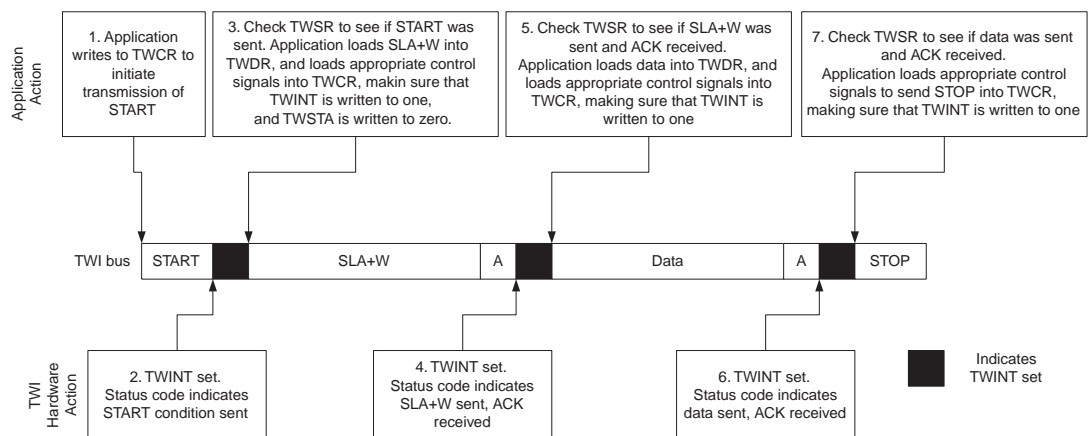 Application
Action
1. Application
writes to TWCR to
initiate
transmission of
START
3. Check TWSR to see if START was
sent. Application loads SLA+W into
TWDR, and loads appropriate control
signals into TWCR, makin sure that
TWINT is written to one,
and TWSTA is written to zero.
5. Check TWSR to see if SLA+W was
sent and ACK received.
Application loads data into TWDR, and
loads appropriate control signals into
TWCR, making sure that TWINT is
written to one
7. Check TWSR to see if data was sent
and ACK received.
Application loads appropriate control
signals to send STOP into TWCR,
making sure that TWINT is written to one
TWI bus
START
SLA+W
A
Data
A
STOP
TWI
Hardware
Action
2. TWINT set.
Status code indicates
START condition sent
4. TWINT set.
Status code indicates
SLA+W sent, ACK
received
6. TWINT set.
Status code indicates
data sent, ACK received
Indicates
TWINT set